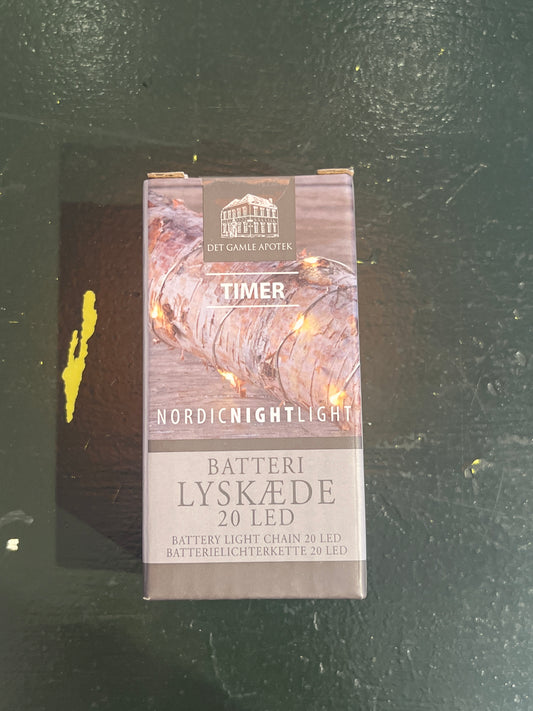 DET GAMLE APOTEK
TIMER
NORDICNIGHTLIGHT
BATTERI
LYSKÆDE
20 LED
BATTERY LIGHT CHAIN 20 LED
BATTERIELICHTERKETTE 20 LED